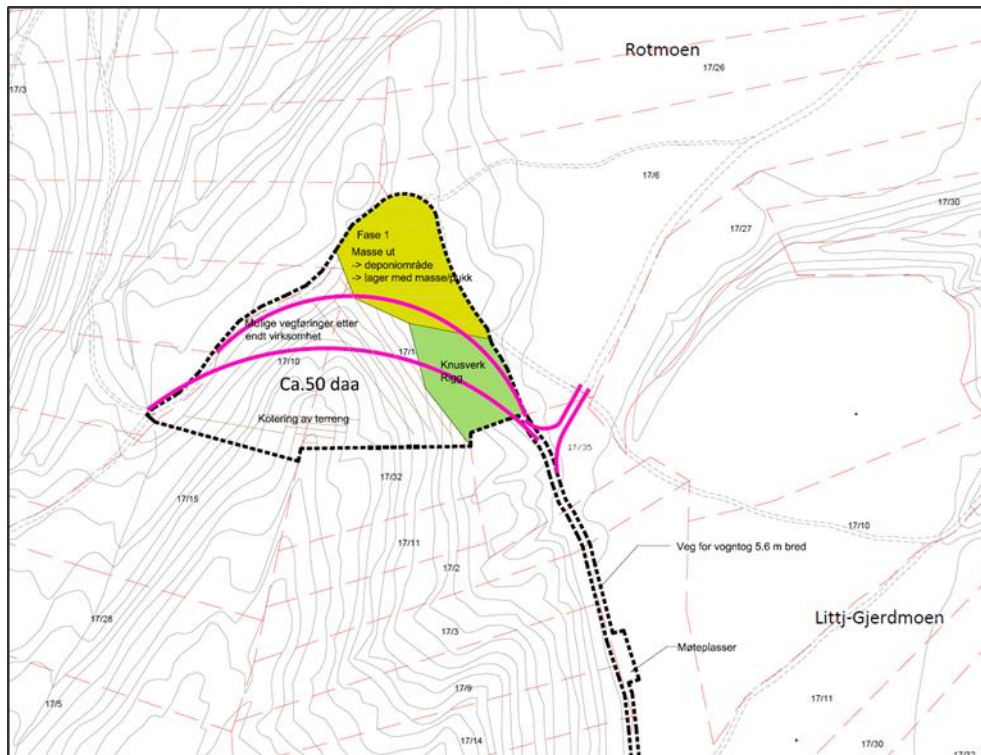 Rotmoen
17/26
17/3
17/6
17/30
17/27
Fase 1
Masse ut
-> deponiområde
-> lager med masse/pukk
Mulige vegføringer etter
endt virksomhet
17/1
17/10
Knusverk
Rigg
Ca.50 daa
Kotering av terreng
17/35
17/32
17/15
17/10
17/11
Veg for vogntog 5.6 m bred
17/2
17/28
Littj-Gjerdmoen
17/3
Møteplasser
17/9
17/5
17/11
17/14
17/30
17/32